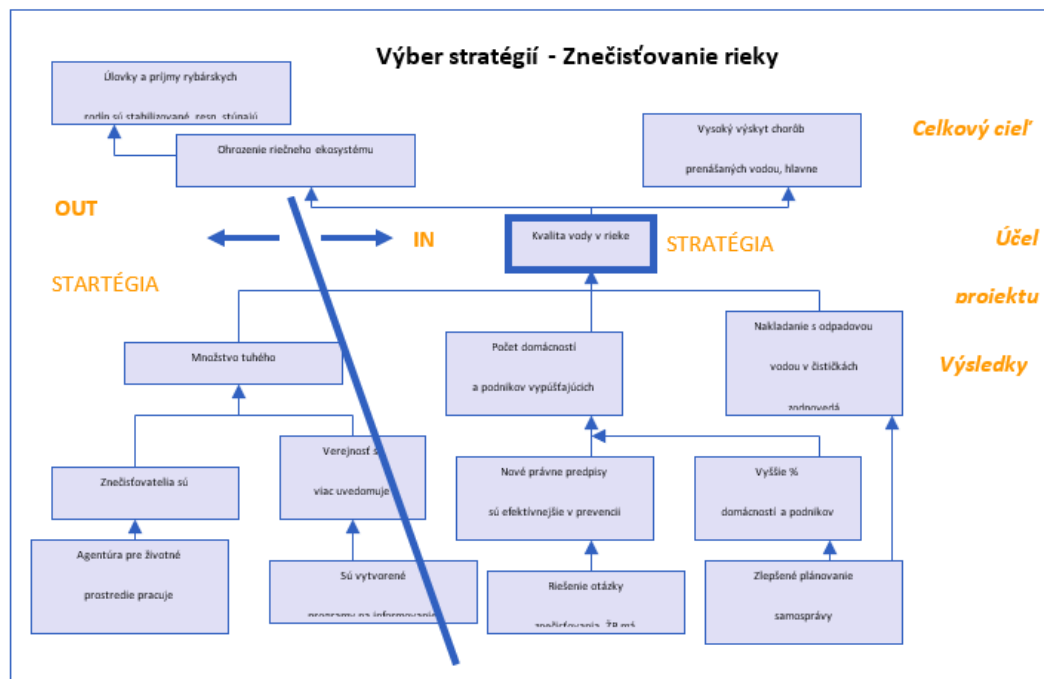 Výber stratégií - Znečisťovanie rieky
Úlovky a príjmy rybárskych
rodín sú stabilizované, resp. stúpajú
Ohrozenie riečneho ekosystému
Vysoký výskyt chorôb
prenášaných vodou, hlavne
Celkový cieľ
OUT
IN
Kvalita vody v rieke
STRATÉGIA
Účel
projektu
STARTÉGIA
Množstvo tuhého
Počet domácností
a podnikov vypúšťajúcich
Nakladanie s odpadovou
vodou v čističkách
zodpovedá
Výsledky
Znečisťovatelia sú
Verejnosť s
viac uvedomuje
Nové právne predpisy
sú efektívnejšie v prevencii
Vyššie %
domácností a podnikov
Agentúra pre životné
prostredie pracuje
Sú vytvorené
programy na informovanie
Riešenie otázky
znečisťovania ŽP má
Zlepšené plánovanie
samosprávy